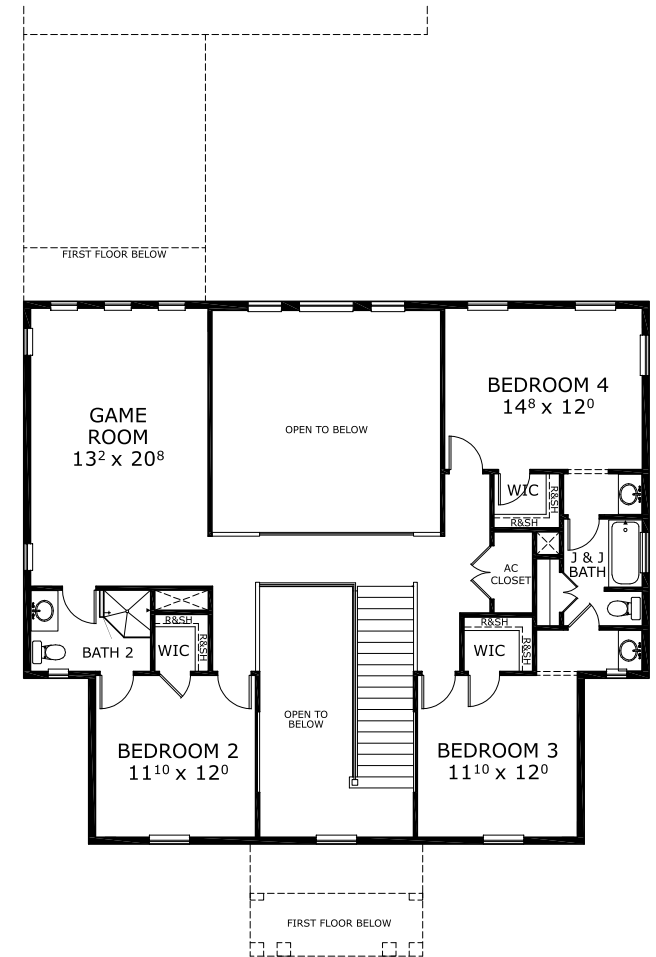 FIRST FLOOR BELOW
BEDROOM 4
14⁸ x 12⁰
GAME
ROOM
13² x 20⁸
OPEN TO BELOW
WIC
R&SH
R&SH
J & J
BATH
AC
CLOSET
R&SH
R&SH
WIC
R&SH
R&SH
WIC
BATH 2
OPEN TO
BELOW
BEDROOM 2
11¹⁰ x 12⁰
BEDROOM 3
11¹⁰ x 12⁰
FIRST FLOOR BELOW